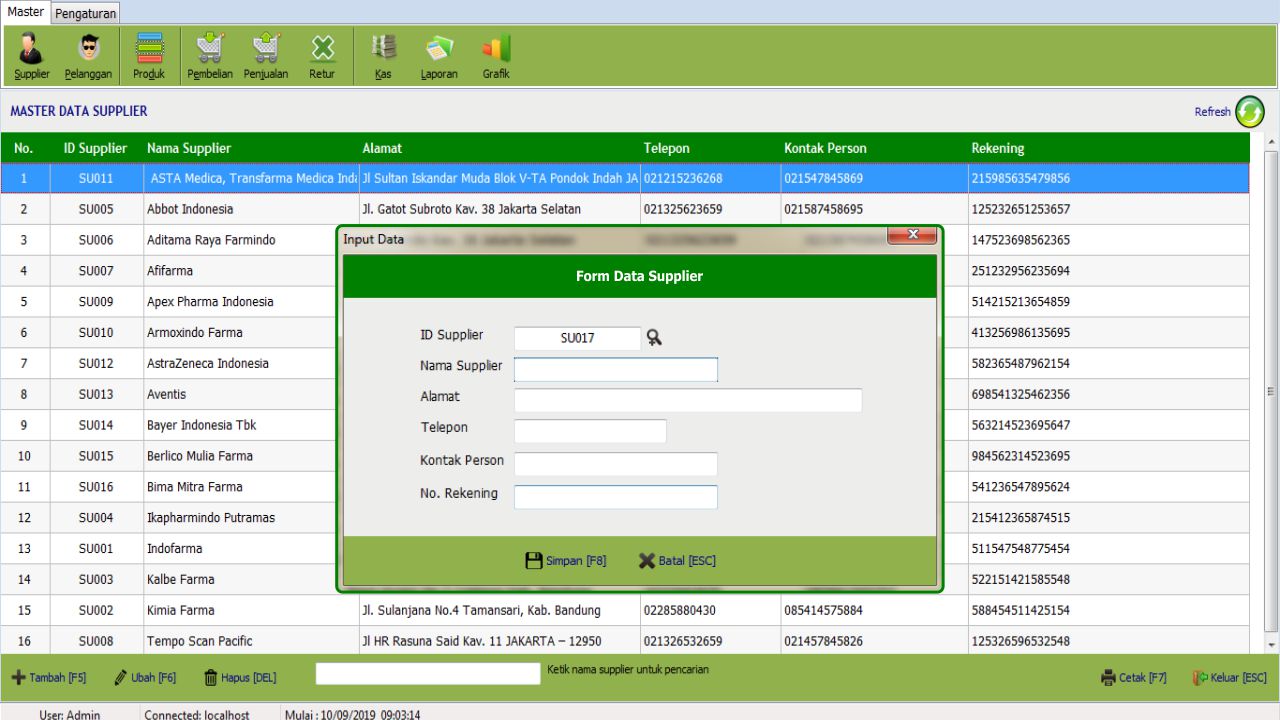 Master Pengaturan
Supplier Pelanggan Produk Pembelian Penjualan Retur Kas Laporan Grafik
MASTER DATA SUPPLIER Refresh
No. ID Supplier Nama Supplier Alamat Telepon Kontak Person Rekening
1 SU011 ASTA Medica, Transfarma Medica Inda Jl Sultan Iskandar Muda Blok V-TA Pondok Indah JA 021215236268 021547845869 215985635479856
2 SU005 Abbot Indonesia Jl. Gatot Subroto Kav. 38 Jakarta Selatan 021325623659 021587458695 125232651253657
3 SU006 Aditama Raya Farmindo 147523698562365
4 SU007 Afifarma 251232956235694
5 SU009 Apex Pharma Indonesia 514215213654859
6 SU010 Armoxindo Farma 413256986135695
7 SU012 AstraZeneca Indonesia 582365487962154
8 SU013 Aventis 698541325462356
9 SU014 Bayer Indonesia Tbk 563214523695647
10 SU015 Berlico Mulia Farma 984562314523695
11 SU016 Bima Mitra Farma 541236547895624
12 SU004 Ikapharmindo Putramas 215412365874515
13 SU001 Indofarma 511547548775454
14 SU003 Kalbe Farma 522151421585548
15 SU002 Kimia Farma Jl. Sulanjana No.4 Tamansari, Kab. Bandung 02285880430 085414575884 588454511425154
16 SU008 Tempo Scan Pacific Jl HR Rasuna Said Kav. 11 JAKARTA – 12950 021326532659 021457845826 125326596532548
Input Data
Form Data Supplier
ID Supplier SU017
Nama Supplier
Alamat
Telepon
Kontak Person
No. Rekening
Simpan [F8] Batal [ESC]
Tambah [F5] Ubah [F6] Hapus [DEL] Ketik nama supplier untuk pencarian Cetak [F7] Keluar [ESC]
User: Admin Connected: localhost Mulai : 10/09/2019 09:03:14